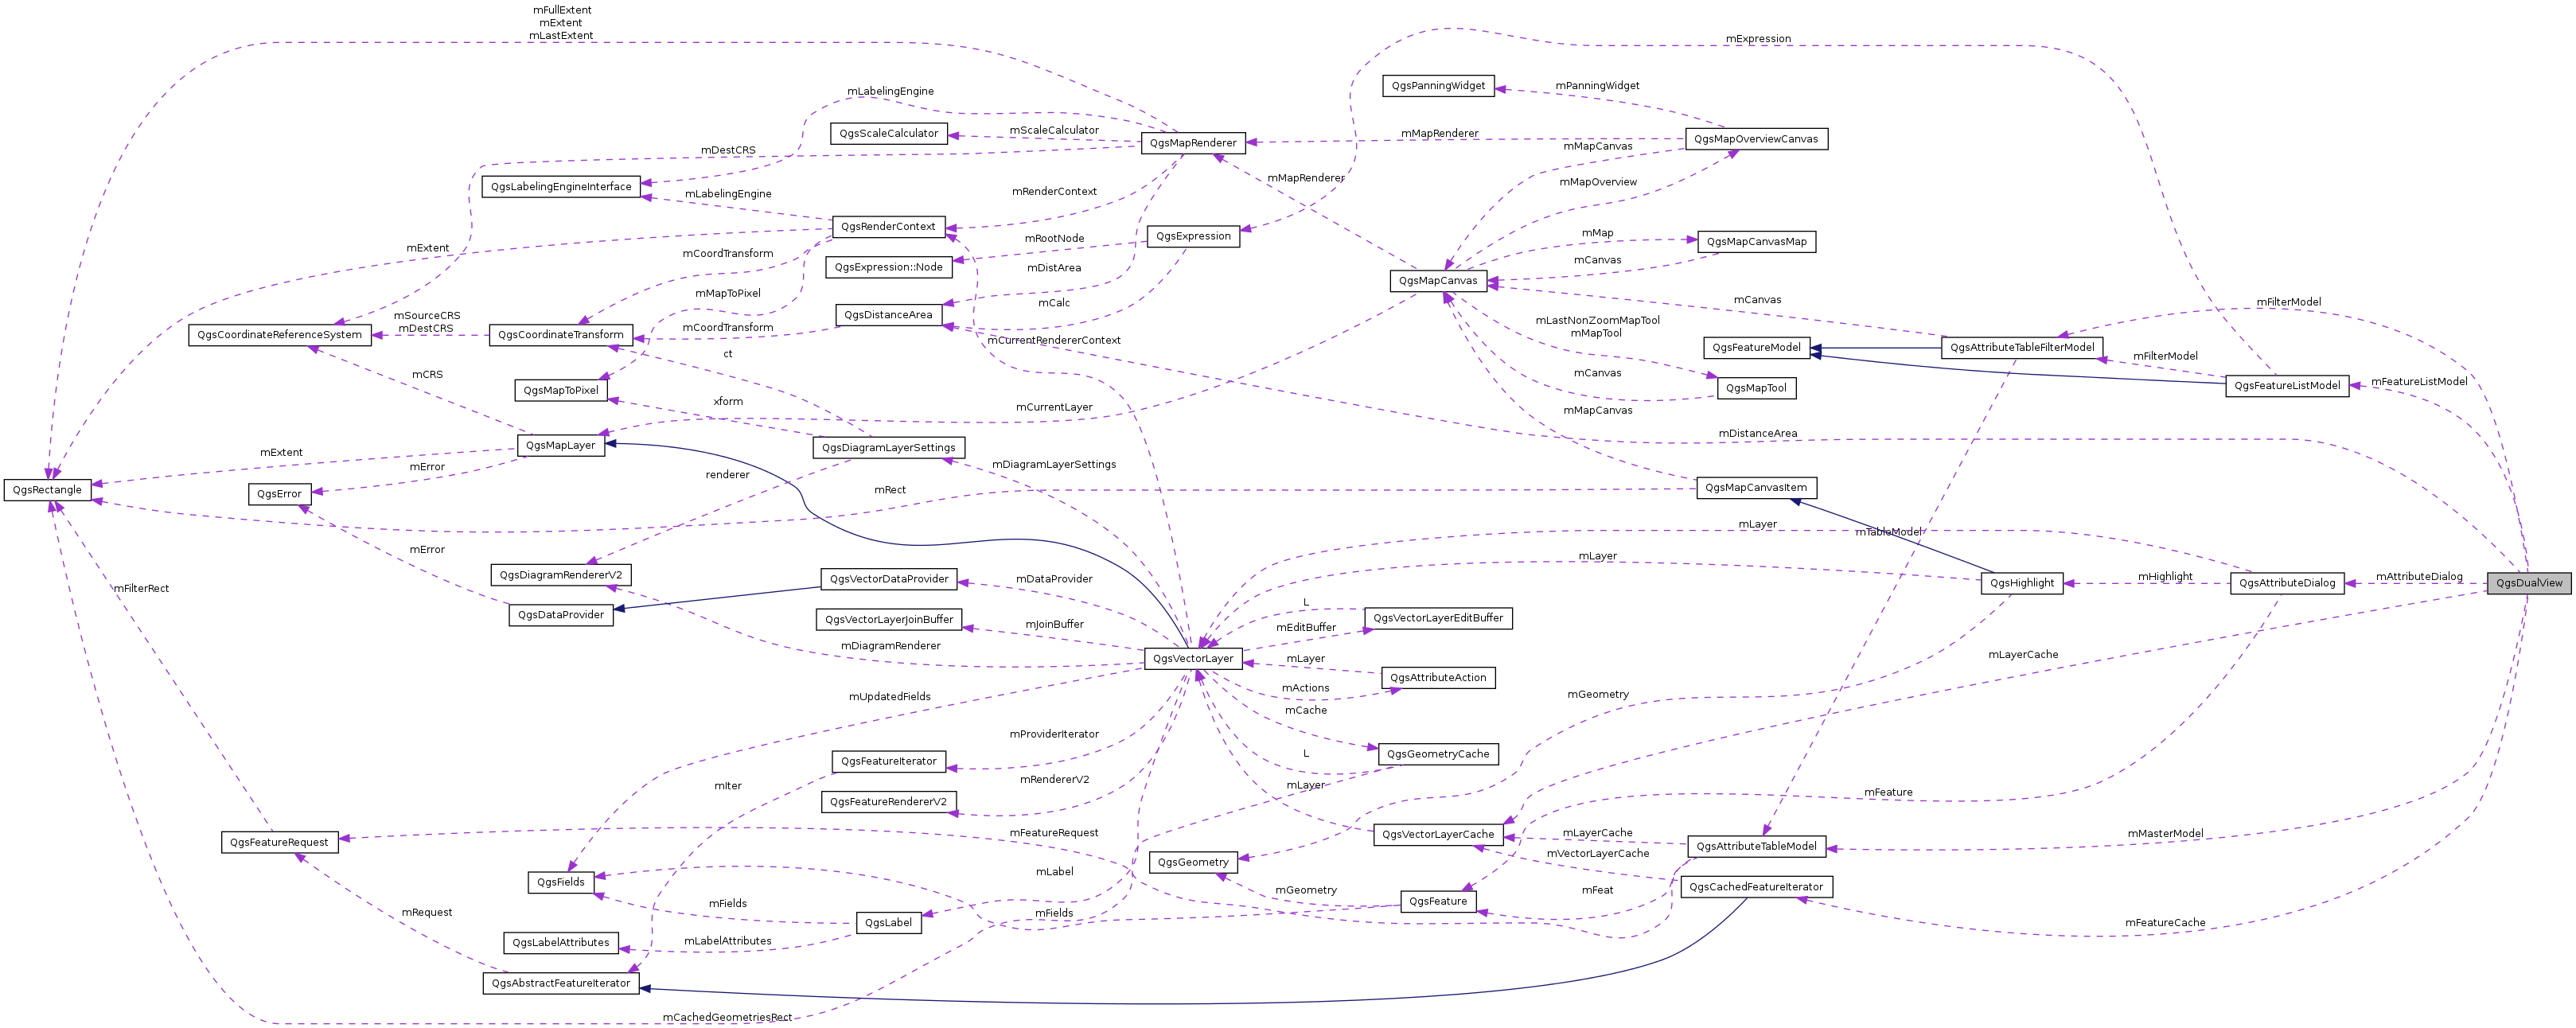 mFullExtent
mExtent
mLastExtent
mExpression
QgsPanningWidget
mPanningWidget
mLabelingEngine
QgsScaleCalculator
mScaleCalculator
QgsMapRenderer
mMapRenderer
QgsMapOverviewCanvas
mDestCRS
mMapCanvas
mMapRenderer
mMapOverview
QgsLabelingEngineInterface
mLabelingEngine
mRenderContext
QgsRenderContext
mRootNode
QgsExpression
mMap
QgsMapCanvasMap
mExtent
mCoordTransform
QgsExpression::Node
mDistArea
mCanvas
QgsMapCanvas
mMapToPixel
mCalc
mCanvas
mFilterModel
QgsDistanceArea
mSourceCRS
mDestCRS
QgsCoordinateReferenceSystem
QgsCoordinateTransform
mCoordTransform
mCurrentRendererContext
mLastNonZoomMapTool
mMapTool
QgsFeatureModel
QgsAttributeTableFilterModel
ct
mFilterModel
mCRS
QgsMapToPixel
mCanvas
QgsMapTool
QgsFeatureListModel
mFeatureListModel
xform
mCurrentLayer
mMapCanvas
mDistanceArea
QgsMapLayer
QgsDiagramLayerSettings
mExtent
mError
renderer
mDiagramLayerSettings
QgsRectangle
QgsError
mRect
QgsMapCanvasItem
mLayer
mTableModel
mError
mLayer
QgsDiagramRendererV2
QgsVectorDataProvider
mDataProvider
QgsHighlight
mHighlight
QgsAttributeDialog
mAttributeDialog
QgsDualView
mFilterRect
QgsDataProvider
QgsVectorLayerJoinBuffer
mJoinBuffer
L
QgsVectorLayerEditBuffer
mEditBuffer
mDiagramRenderer
QgsVectorLayer
mLayer
mLayerCache
QgsAttributeAction
mUpdatedFields
mActions
mGeometry
mCache
mProviderIterator
QgsFeatureIterator
L
QgsGeometryCache
mIter
mRendererV2
mLayer
mFeature
QgsFeatureRendererV2
QgsFeatureRequest
mFeatureRequest
QgsVectorLayerCache
mLayerCache
mMasterModel
QgsAttributeTableModel
mVectorLayerCache
QgsGeometry
mLabel
QgsFields
mGeometry
mFeat
QgsCachedFeatureIterator
QgsFeature
mFields
mRequest
mFields
QgsLabel
mFeatureCache
QgsLabelAttributes
mLabelAttributes
QgsAbstractFeatureIterator
mCachedGeometriesRect